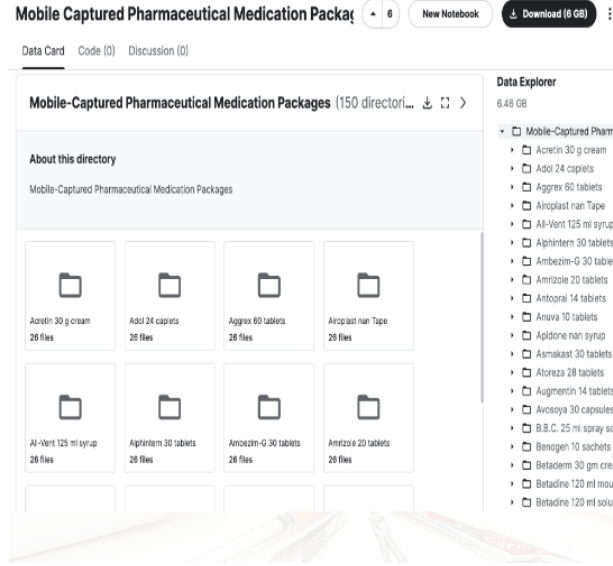 Mobile Captured Pharmaceutical Medication Packag
6
New Notebook
Download (6 GB)
Data Card
Code (0)
Discussion (0)
Mobile-Captured Pharmaceutical Medication Packages (150 directori...
About this directory
Mobile-Captured Pharmaceutical Medication Packages
Acretin 30 g cream
26 files
Adol 24 caplets
26 files
Aggrex 60 tablets
26 files
Airoplast nan Tape
26 files
All-Vent 125 ml syrup
26 files
Alphintern 30 tablets
26 files
Ambezim-G 30 tablets
26 files
Amrizole 20 tablets
26 files
Data Explorer
6.46 GB
Mobile-Captured Pharm
Acretin 30 g cream
Adol 24 caplets
Aggrex 60 tablets
Airoplast nan Tape
All-Vent 125 ml syrup
Alphintern 30 tablets
Ambezim-G 30 table
Amrizole 20 tablets
Antopral 14 tablets
Anuva 10 tablets
Apidone nan syrup
Asmakast 30 tablets
Atoreza 28 tablets
Augmentin 14 tablets
Avosoya 30 capsules
B.B.C. 25 ml spray so
Benogen 10 sachets
Betaderm 30 gm cre
Betadine 120 ml mou
Betadine 120 ml solu